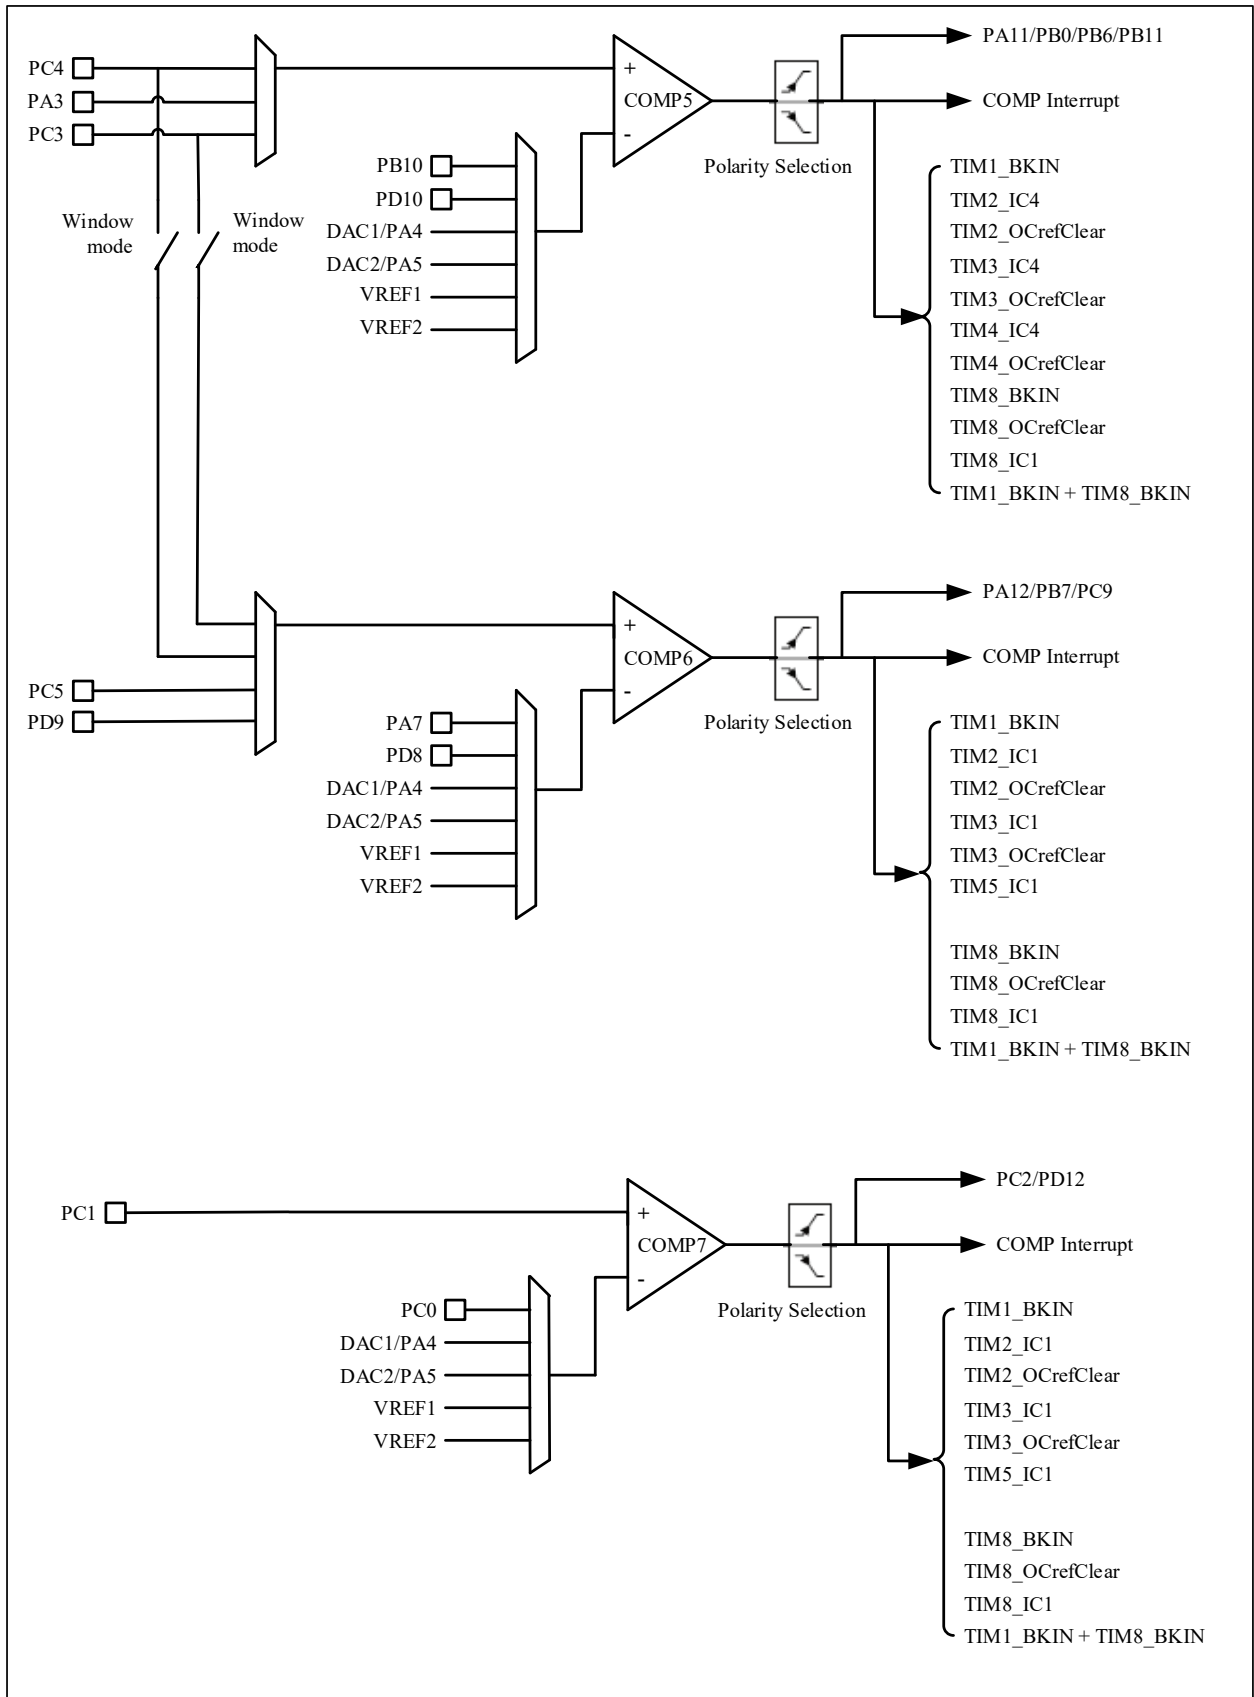 PC4
PA3
PC3
Window
mode
Window
mode
PB10
PD10
DAC1/PA4
DAC2/PA5
VREF1
VREF2
+
COMP5
-
Polarity Selection
PA11/PB0/PB6/PB11
COMP Interrupt
TIM1_BKIN
TIM2_IC4
TIM2_OCrefClear
TIM3_IC4
TIM3_OCrefClear
TIM4_IC4
TIM4_OCrefClear
TIM8_BKIN
TIM8_OCrefClear
TIM8_IC1
TIM1_BKIN + TIM8_BKIN
PC5
PD9
PA7
PD8
DAC1/PA4
DAC2/PA5
VREF1
VREF2
+
COMP6
-
Polarity Selection
PA12/PB7/PC9
COMP Interrupt
TIM1_BKIN
TIM2_IC1
TIM2_OCrefClear
TIM3_IC1
TIM3_OCrefClear
TIM5_IC1
TIM8_BKIN
TIM8_OCrefClear
TIM8_IC1
TIM1_BKIN + TIM8_BKIN
PC1
PC0
DAC1/PA4
DAC2/PA5
VREF1
VREF2
+
COMP7
-
Polarity Selection
PC2/PD12
COMP Interrupt
TIM1_BKIN
TIM2_IC1
TIM2_OCrefClear
TIM3_IC1
TIM3_OCrefClear
TIM5_IC1
TIM8_BKIN
TIM8_OCrefClear
TIM8_IC1
TIM1_BKIN + TIM8_BKIN